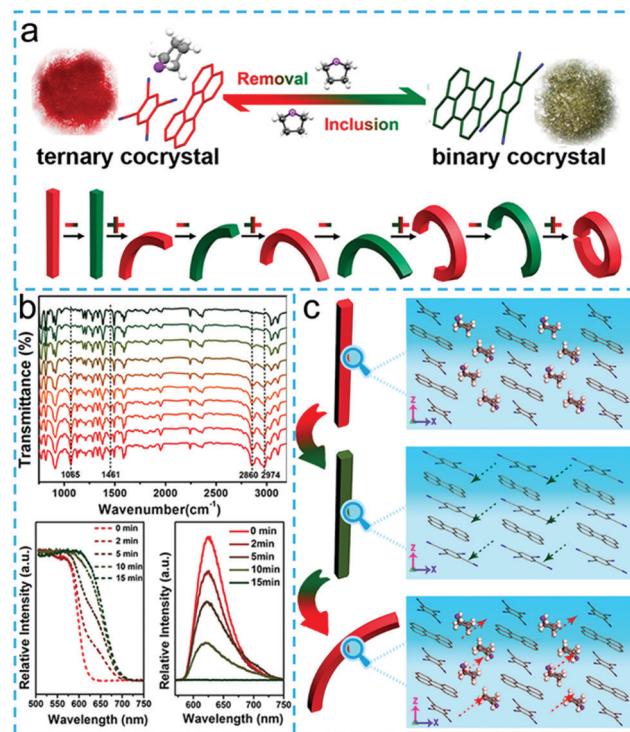 a
Removal
Inclusion
ternary cocrystal
binary cocrystal
- + - + - + - +
b
Transmittance (%)
1065 1461 2860 2974
1000 1500 2000 2500 3000
Wavenumber(cm⁻¹)
Relative Intensity (a.u.)
0 min
2 min
5 min
10 min
15 min
500 550 600 650 700 750
Wavelength (nm)
Relative Intensity (a.u.)
0 min
2min
5min
10min
15min
600 650 700 750
Wavelength (nm)
c
Z
X
Z
X
Z
X